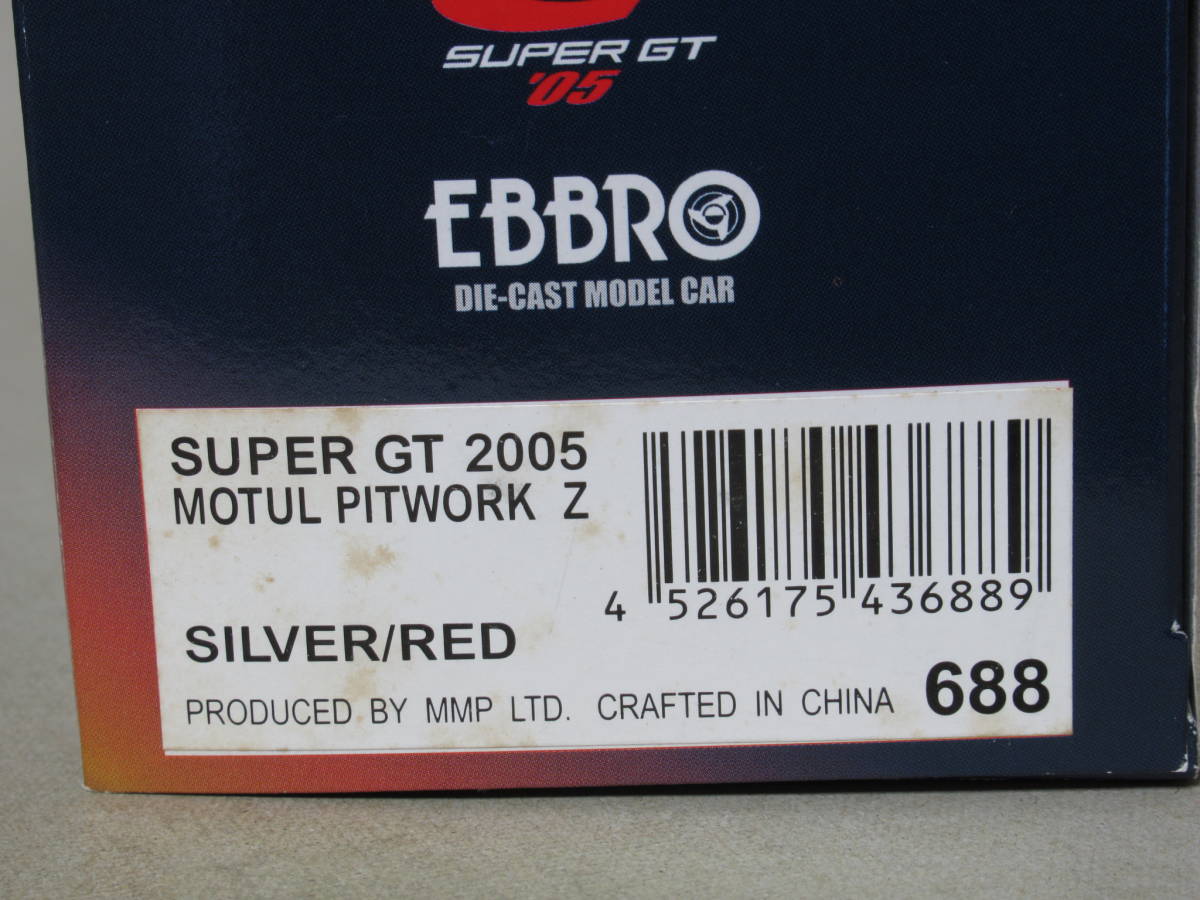 SUPER GT
'05
EBBRO
DIE-CAST MODEL CAR
SUPER GT 2005
MOTUL PITWORK Z
4 526175 436889
SILVER/RED
PRODUCED BY MMP LTD. CRAFTED IN CHINA 688